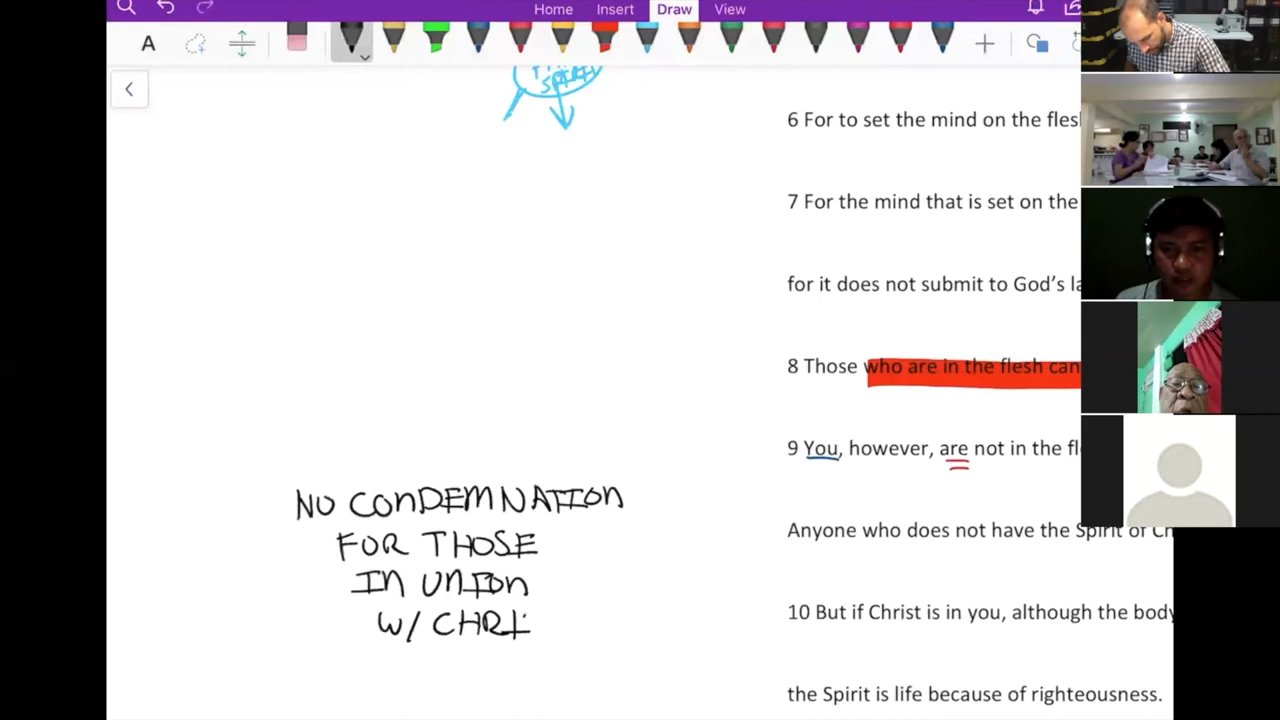 Home Insert Draw View
A
SPIRIT
6 For to set the mind on the flesh
7 For the mind that is set on the
for it does not submit to God's la
8 Those who are in the flesh can
9 You, however, are not in the fl
Anyone who does not have the Spirit of Ch
10 But if Christ is in you, although the body
the Spirit is life because of righteousness.
NO CONDEMNATION
FOR THOSE
IN UNION
W/ CHRI